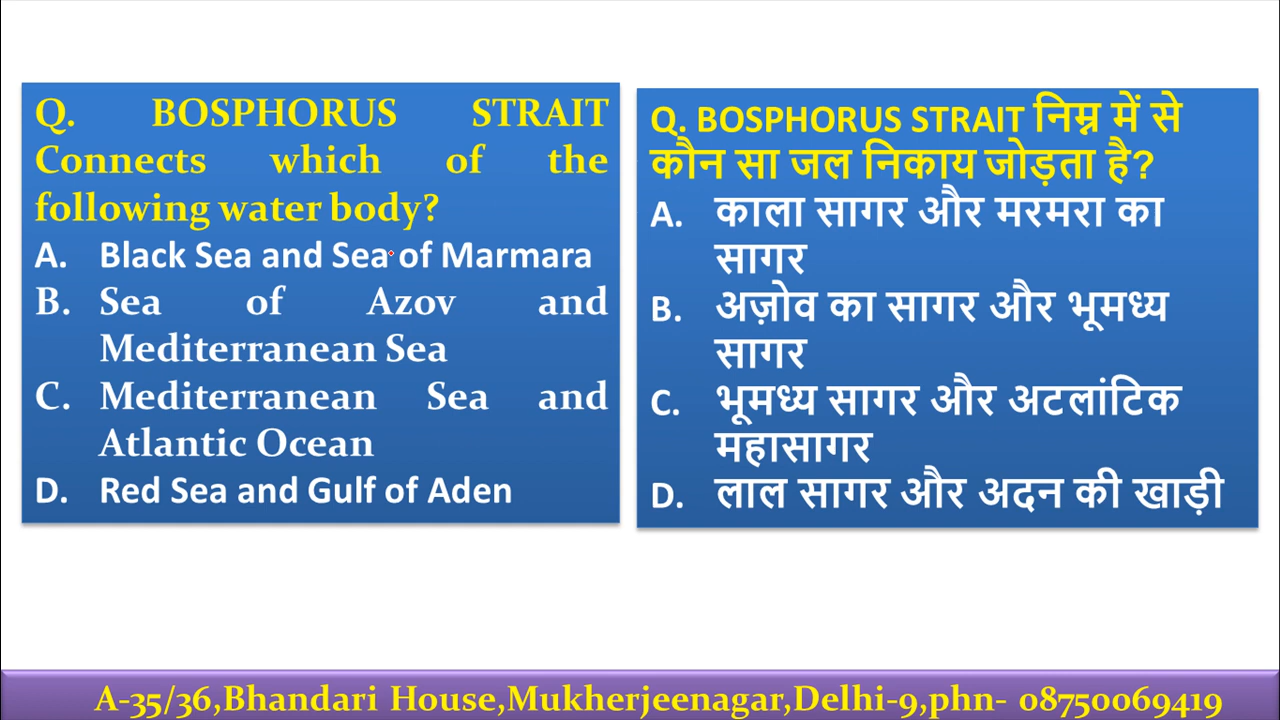 Q. BOSPHORUS STRAIT
Connects which of the
following water body?
A. Black Sea and Sea of Marmara
B. Sea of Azov and
Mediterranean Sea
C. Mediterranean Sea and
Atlantic Ocean
D. Red Sea and Gulf of Aden
Q. BOSPHORUS STRAIT निम्न में से
कौन सा जल निकाय जोड़ता है?
A. काला सागर और मरमरा का
सागर
B. अज़ोव का सागर और भूमध्य
सागर
C. भूमध्य सागर और अटलांटिक
महासागर
D. लाल सागर और अदन की खाड़ी
A-35/36,Bhandari House,Mukherjeenagar,Delhi-9,phn- 08750069419